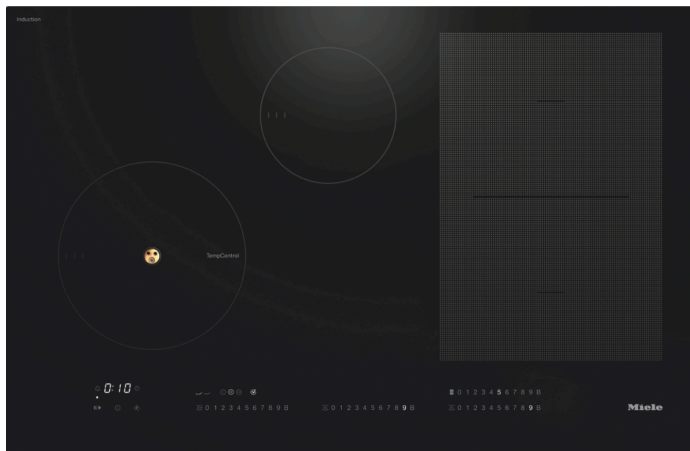 Induction
TempControl
0:10
0 1 2 3 4 5 6 7 8 9 B
0 1 2 3 4 5 6 7 8 9 B
0 1 2 3 4 5 6 7 8 9 B
0 1 2 3 4 5 6 7 8 9 B
Miele